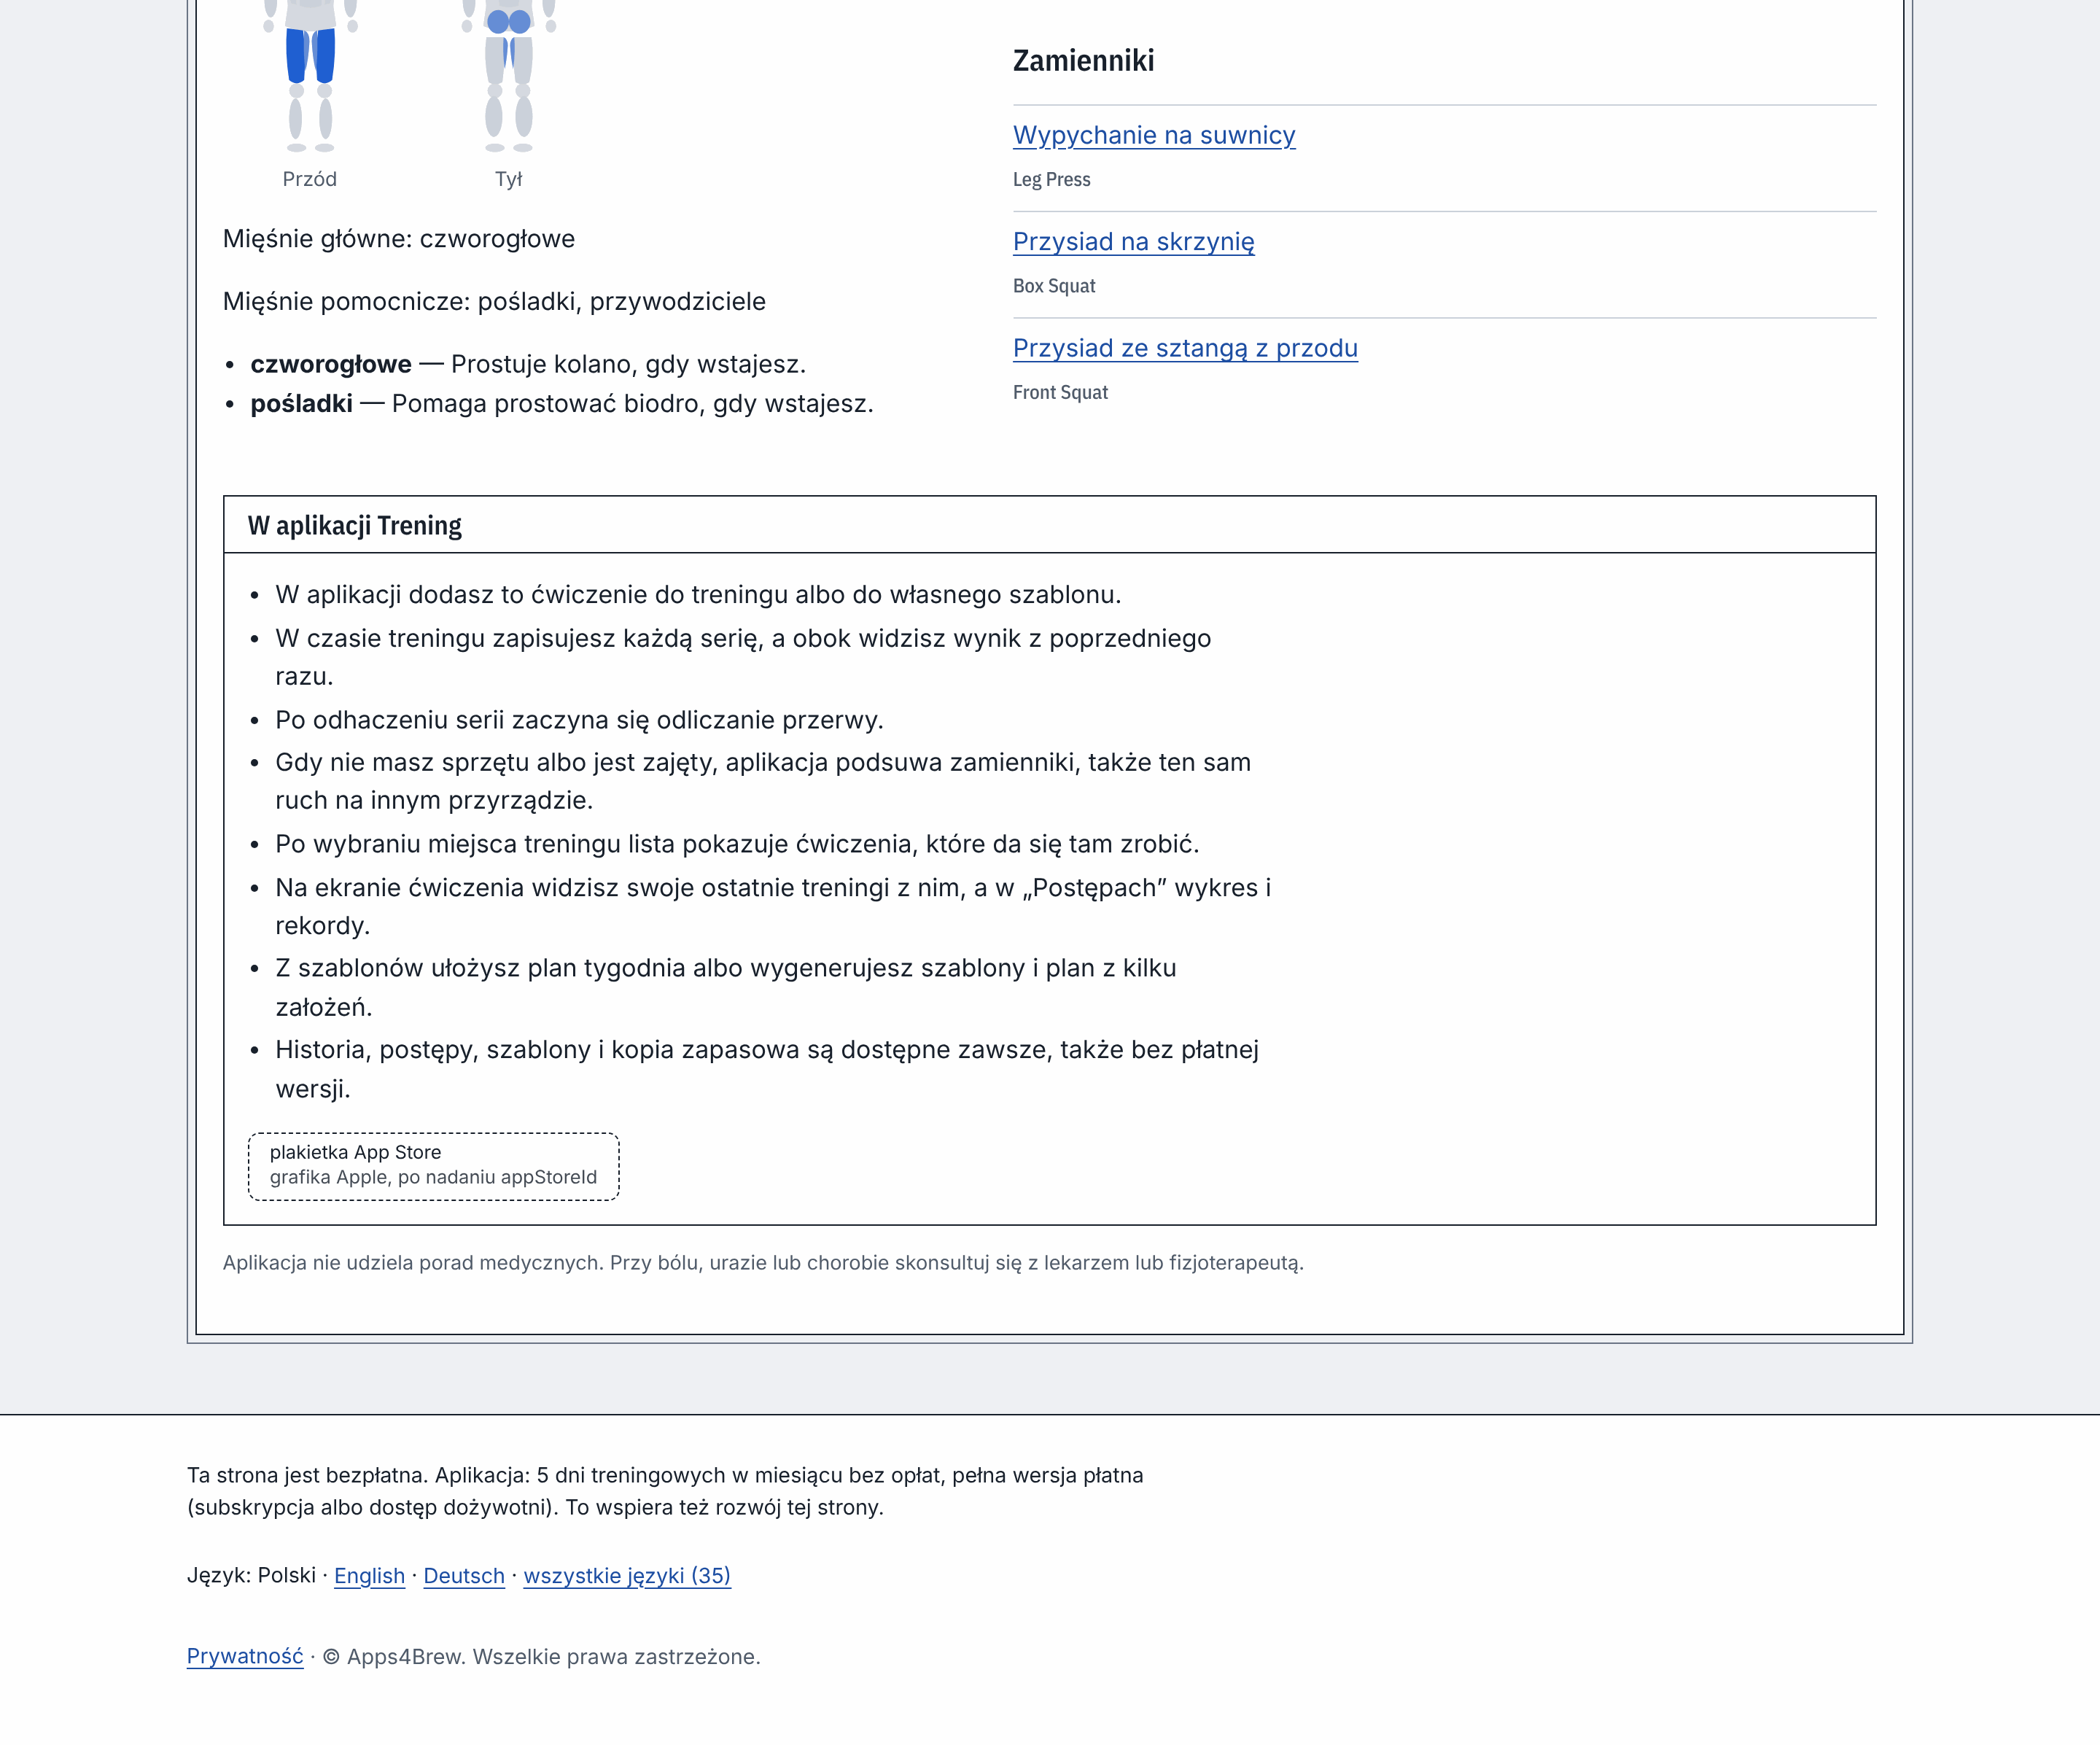 Przód
Tył
Mięśnie główne: czworogłowe
Mięśnie pomocnicze: pośladki, przywodziciele
• czworogłowe — Prostuje kolano, gdy wstajesz.
• pośladki — Pomaga prostować biodro, gdy wstajesz.
Zamienniki
Wypychanie na suwnicy
Leg Press
Przysiad na skrzynię
Box Squat
Przysiad ze sztangą z przodu
Front Squat
W aplikacji Trening
• W aplikacji dodasz to ćwiczenie do treningu albo do własnego szablonu.
• W czasie treningu zapisujesz każdą serię, a obok widzisz wynik z poprzedniego
razu.
• Po odhaczeniu serii zaczyna się odliczanie przerwy.
• Gdy nie masz sprzętu albo jest zajęty, aplikacja podsuwa zamienniki, także ten sam
ruch na innym przyrządzie.
• Po wybraniu miejsca treningu lista pokazuje ćwiczenia, które da się tam zrobić.
• Na ekranie ćwiczenia widzisz swoje ostatnie treningi z nim, a w „Postępach” wykres i
rekordy.
• Z szablonów ułożysz plan tygodnia albo wygenerujesz szablony i plan z kilku
założeń.
• Historia, postępy, szablony i kopia zapasowa są dostępne zawsze, także bez płatnej
wersji.
plakietka App Store
grafika Apple, po nadaniu appStoreId
Aplikacja nie udziela porad medycznych. Przy bólu, urazie lub chorobie skonsultuj się z lekarzem lub fizjoterapeutą.
Ta strona jest bezpłatna. Aplikacja: 5 dni treningowych w miesiącu bez opłat, pełna wersja płatna
(subskrypcja albo dostęp dożywotni). To wspiera też rozwój tej strony.
Język: Polski · English · Deutsch · wszystkie języki (35)
Prywatność · © Apps4Brew. Wszelkie prawa zastrzeżone.